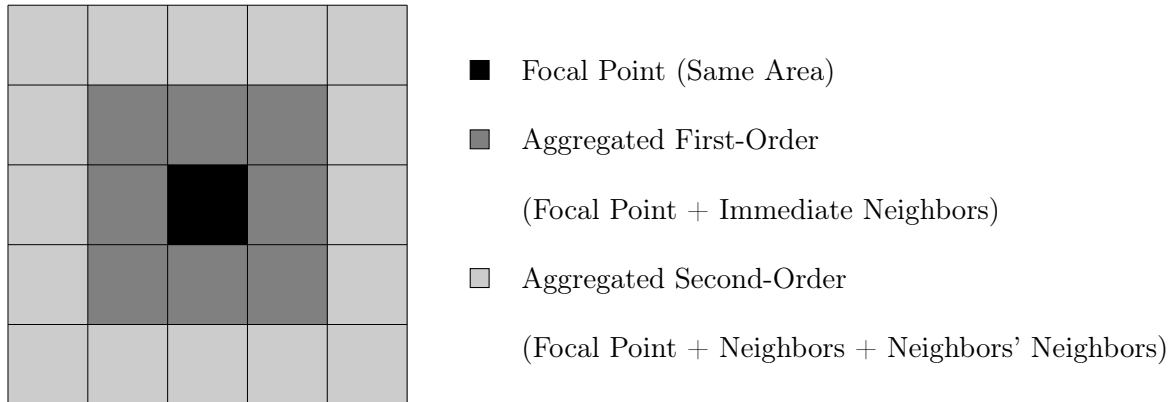 Focal Point (Same Area)
Aggregated First-Order
(Focal Point + Immediate Neighbors)
Aggregated Second-Order
(Focal Point + Neighbors + Neighbors’ Neighbors)